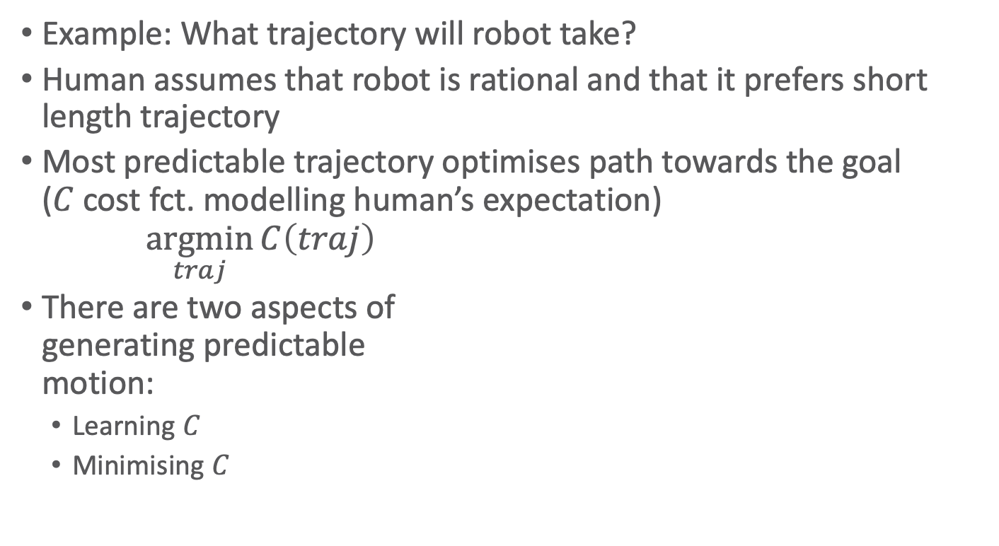 • Example: What trajectory will robot take?
• Human assumes that robot is rational and that it prefers short
length trajectory
• Most predictable trajectory optimises path towards the goal
(𝐶 cost fct. modelling human’s expectation)
argmin 𝐶(𝑡𝑟𝑎𝑗)
𝑡𝑟𝑎𝑗
• There are two aspects of
generating predictable
motion:
• Learning 𝐶
• Minimising 𝐶